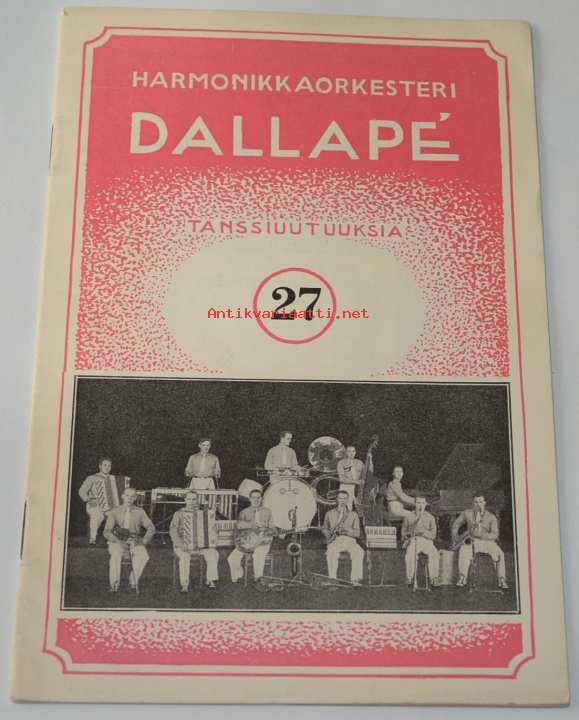 HARMONIKKAORKESTERI
DALLAPÉ
TANSSIUUTUUKSIA
27
Antikvariaatti.net